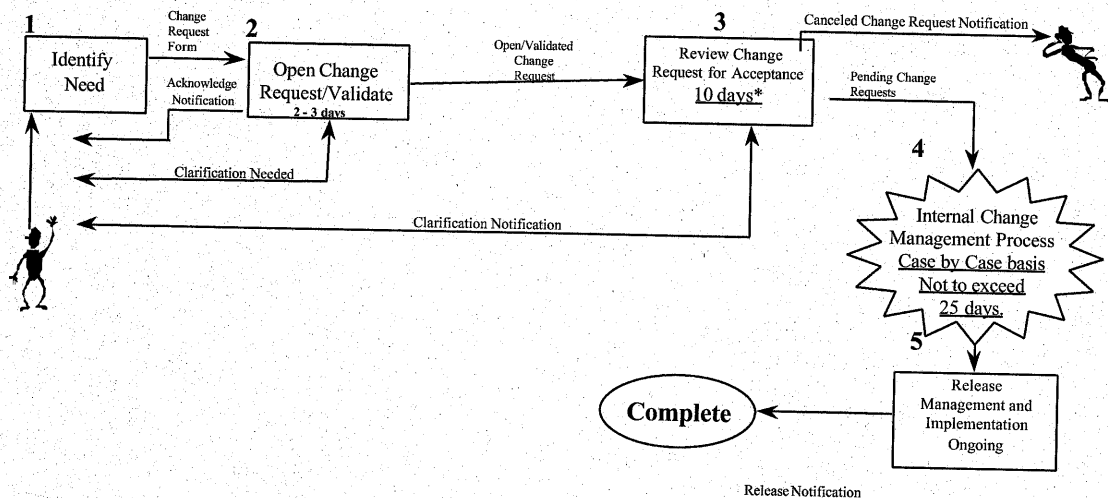 1
Identify
Need
Change
Request
Form
Acknowledge
Notification
2
Open Change
Request/Validate
2 - 3 days
Clarification Needed
Clarification Notification
Open/Validated
Change
Request
3
Review Change
Request for Acceptance
10 days*
Canceled Change Request Notification
Pending Change
Requests
4
Internal Change
Management Process
Case by Case basis
Not to exceed
25 days.
5
Release
Management and
Implementation
Ongoing
Complete
Release Notification